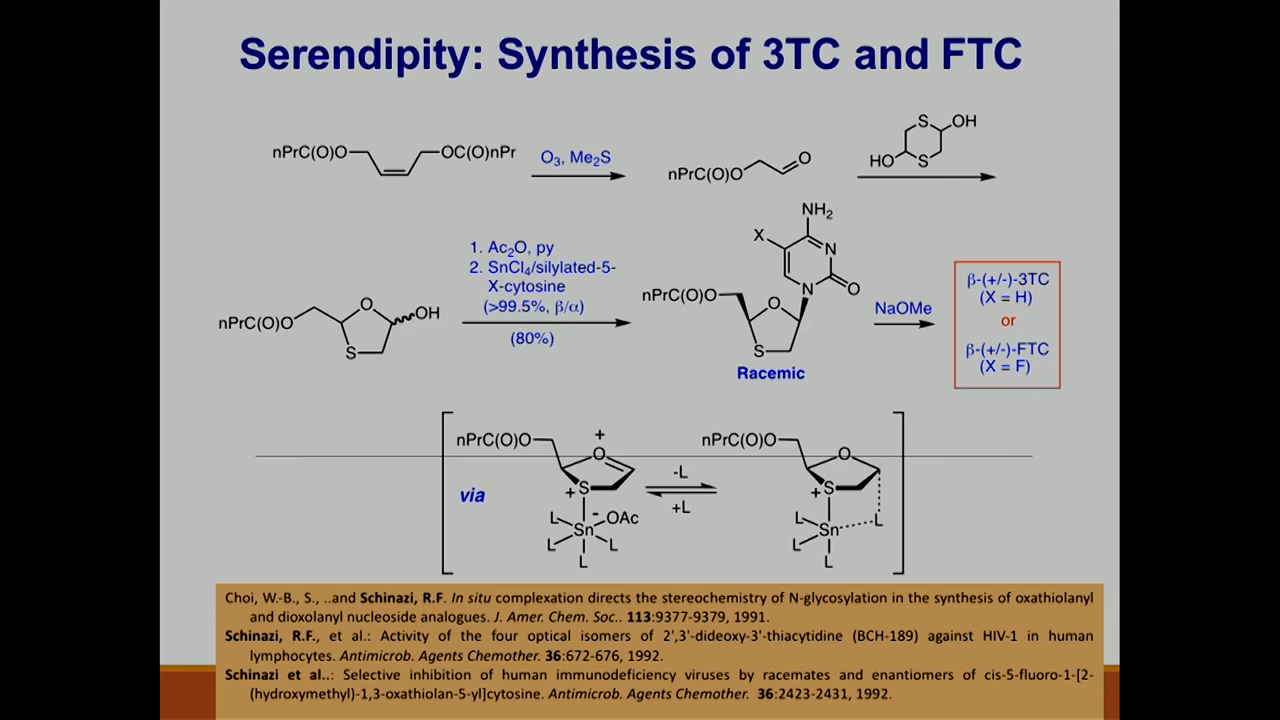 Serendipity: Synthesis of 3TC and FTC
nPrC(O)O
OC(O)nPr
O3, Me2S
nPrC(O)O
O
S
OH
HO
S
nPrC(O)O
O
OH
S
1. Ac2O, py
2. SnCl4/silylated-5-
X-cytosine
(>99.5%, β/α)
(80%)
NH2
X
N
N
O
nPrC(O)O
O
S
Racemic
NaOMe
β-(+/-)-3TC
(X = H)
or
β-(+/-)-FTC
(X = F)
via
nPrC(O)O
+
O
+ S
- OAc
L Sn
L L
L
-L
+L
nPrC(O)O
O
+ S
L Sn L
L
L
Choi, W.-B., S., ..and Schinazi, R.F. In situ complexation directs the stereochemistry of N-glycosylation in the synthesis of oxathiolanyl
and dioxolanyl nucleoside analogues. J. Amer. Chem. Soc.. 113:9377-9379, 1991.
Schinazi, R.F., et al.: Activity of the four optical isomers of 2',3'-dideoxy-3'-thiacytidine (BCH-189) against HIV-1 in human
lymphocytes. Antimicrob. Agents Chemother. 36:672-676, 1992.
Schinazi et al..: Selective inhibition of human immunodeficiency viruses by racemates and enantiomers of cis-5-fluoro-1-[2-
(hydroxymethyl)-1,3-oxathiolan-5-yl]cytosine. Antimicrob. Agents Chemother. 36:2423-2431, 1992.